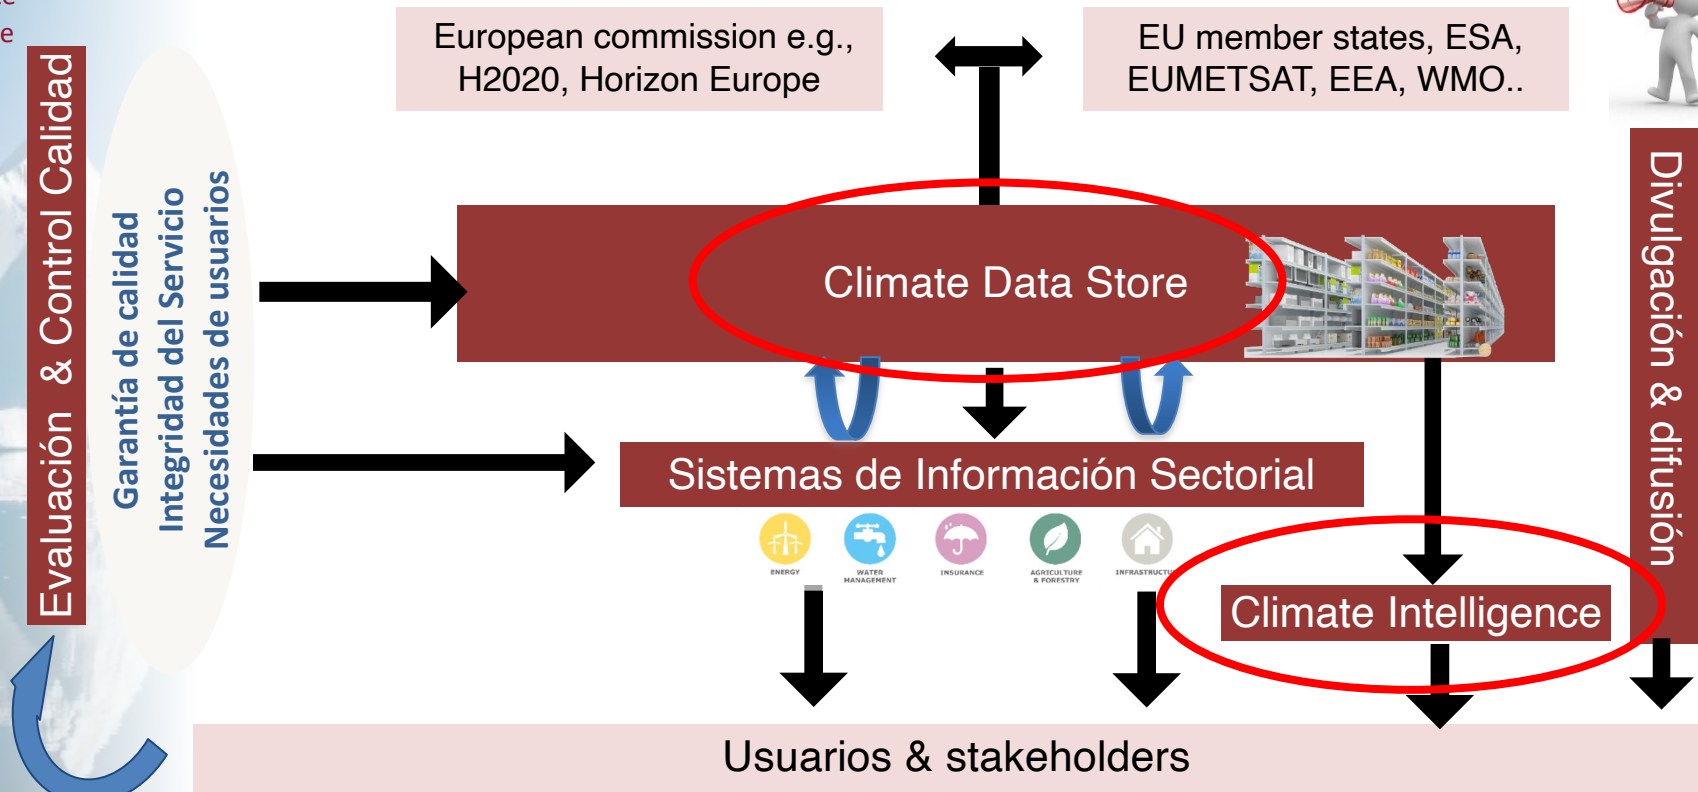 European commission e.g.,
H2020, Horizon Europe
EU member states, ESA,
EUMETSAT, EEA, WMO..
Evaluación & Control Calidad
Garantía de calidad
Integridad del Servicio
Necesidades de usuarios
Climate Data Store
Divulgación & difusión
Sistemas de Información Sectorial
ENERGY
WATER
MANAGEMENT
INSURANCE
AGRICULTURE
& FORESTRY
INFRASTRUCTU
Climate Intelligence
Usuarios & stakeholders